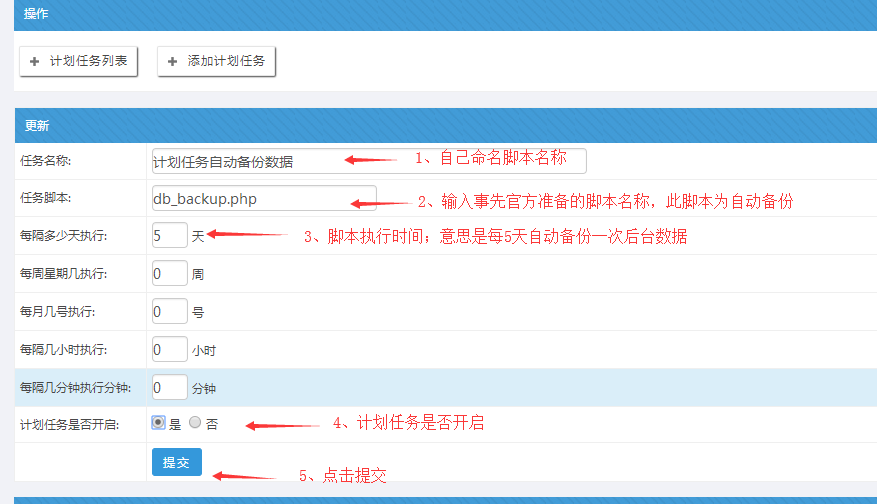 操作
计划任务列表 添加计划任务
更新
任务名称: 计划任务自动备份数据 1、自己命名脚本名称
任务脚本: db_backup.php 2、输入事先官方准备的脚本名称，此脚本为自动备份
每隔多少天执行: 5 天 3、脚本执行时间；意思是每5天自动备份一次后台数据
每周星期几执行: 0 周
每月几号执行: 0 号
每隔几小时执行: 0 小时
每隔几分钟执行分钟: 0 分钟
计划任务是否开启: 是 否 4、计划任务是否开启
提交 5、点击提交